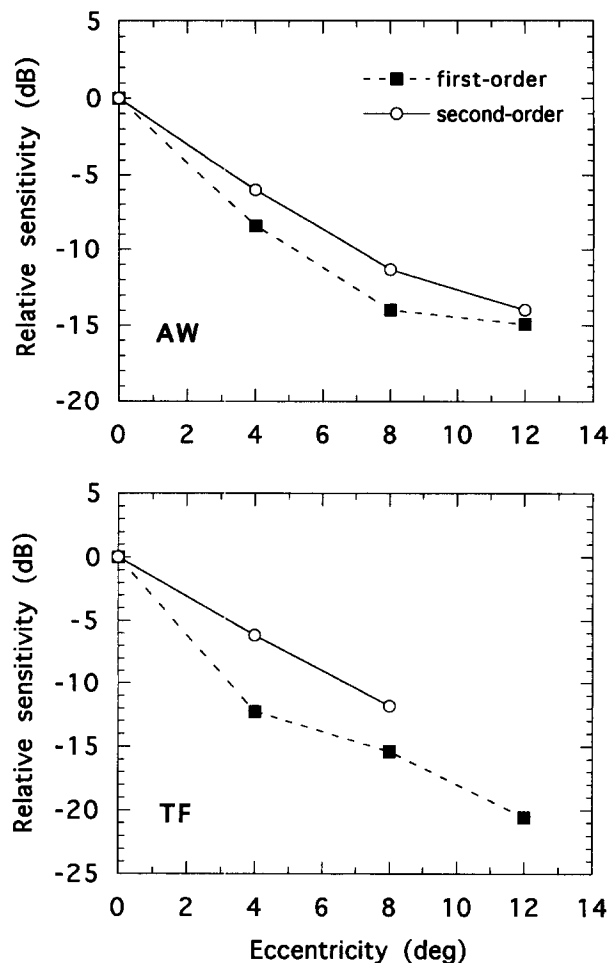 5
0
-5
-10
-15
-20
Relative sensitivity (dB)
first-order
second-order
AW
0 2 4 6 8 10 12 14
5
0
-5
-10
-15
-20
-25
Relative sensitivity (dB)
TF
0 2 4 6 8 10 12 14
Eccentricity (deg)